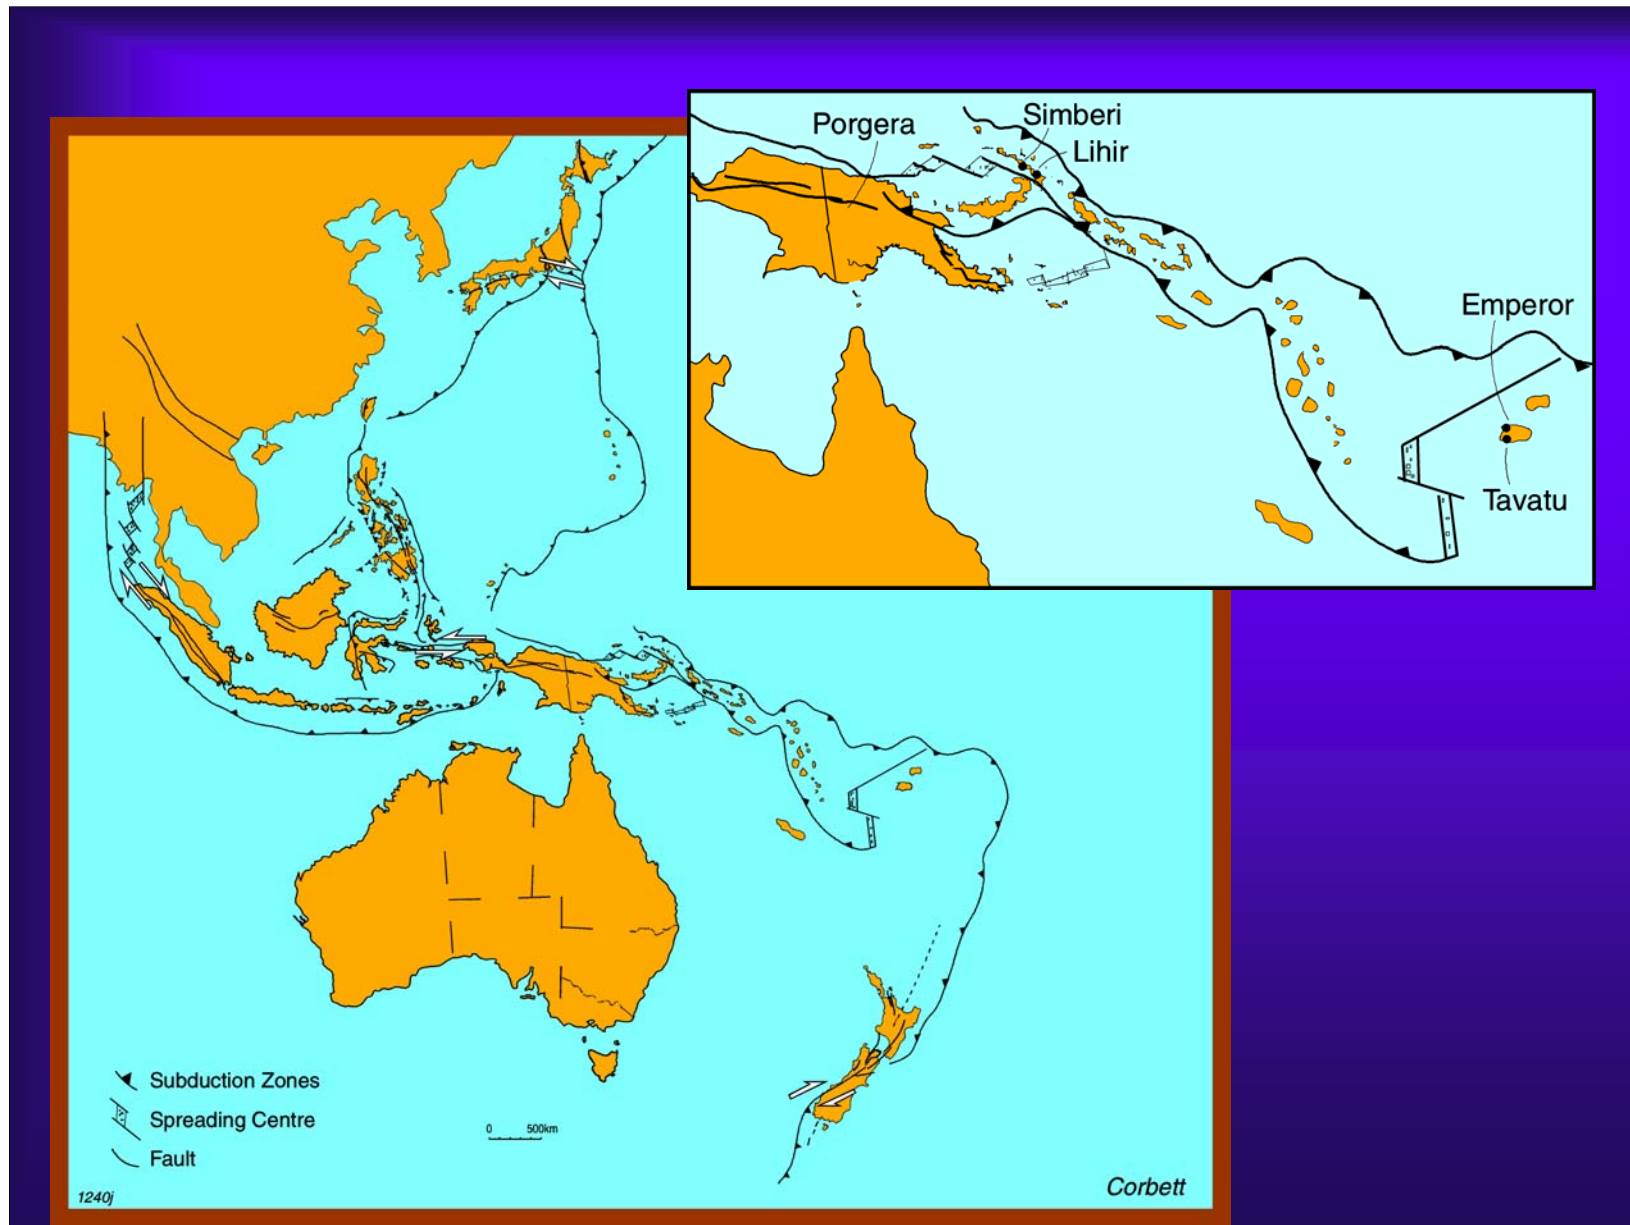 Simberi
Porgera
Lihir
Emperor
Tavatu
Subduction Zones
Spreading Centre
Fault
0 500km
1240j
Corbett